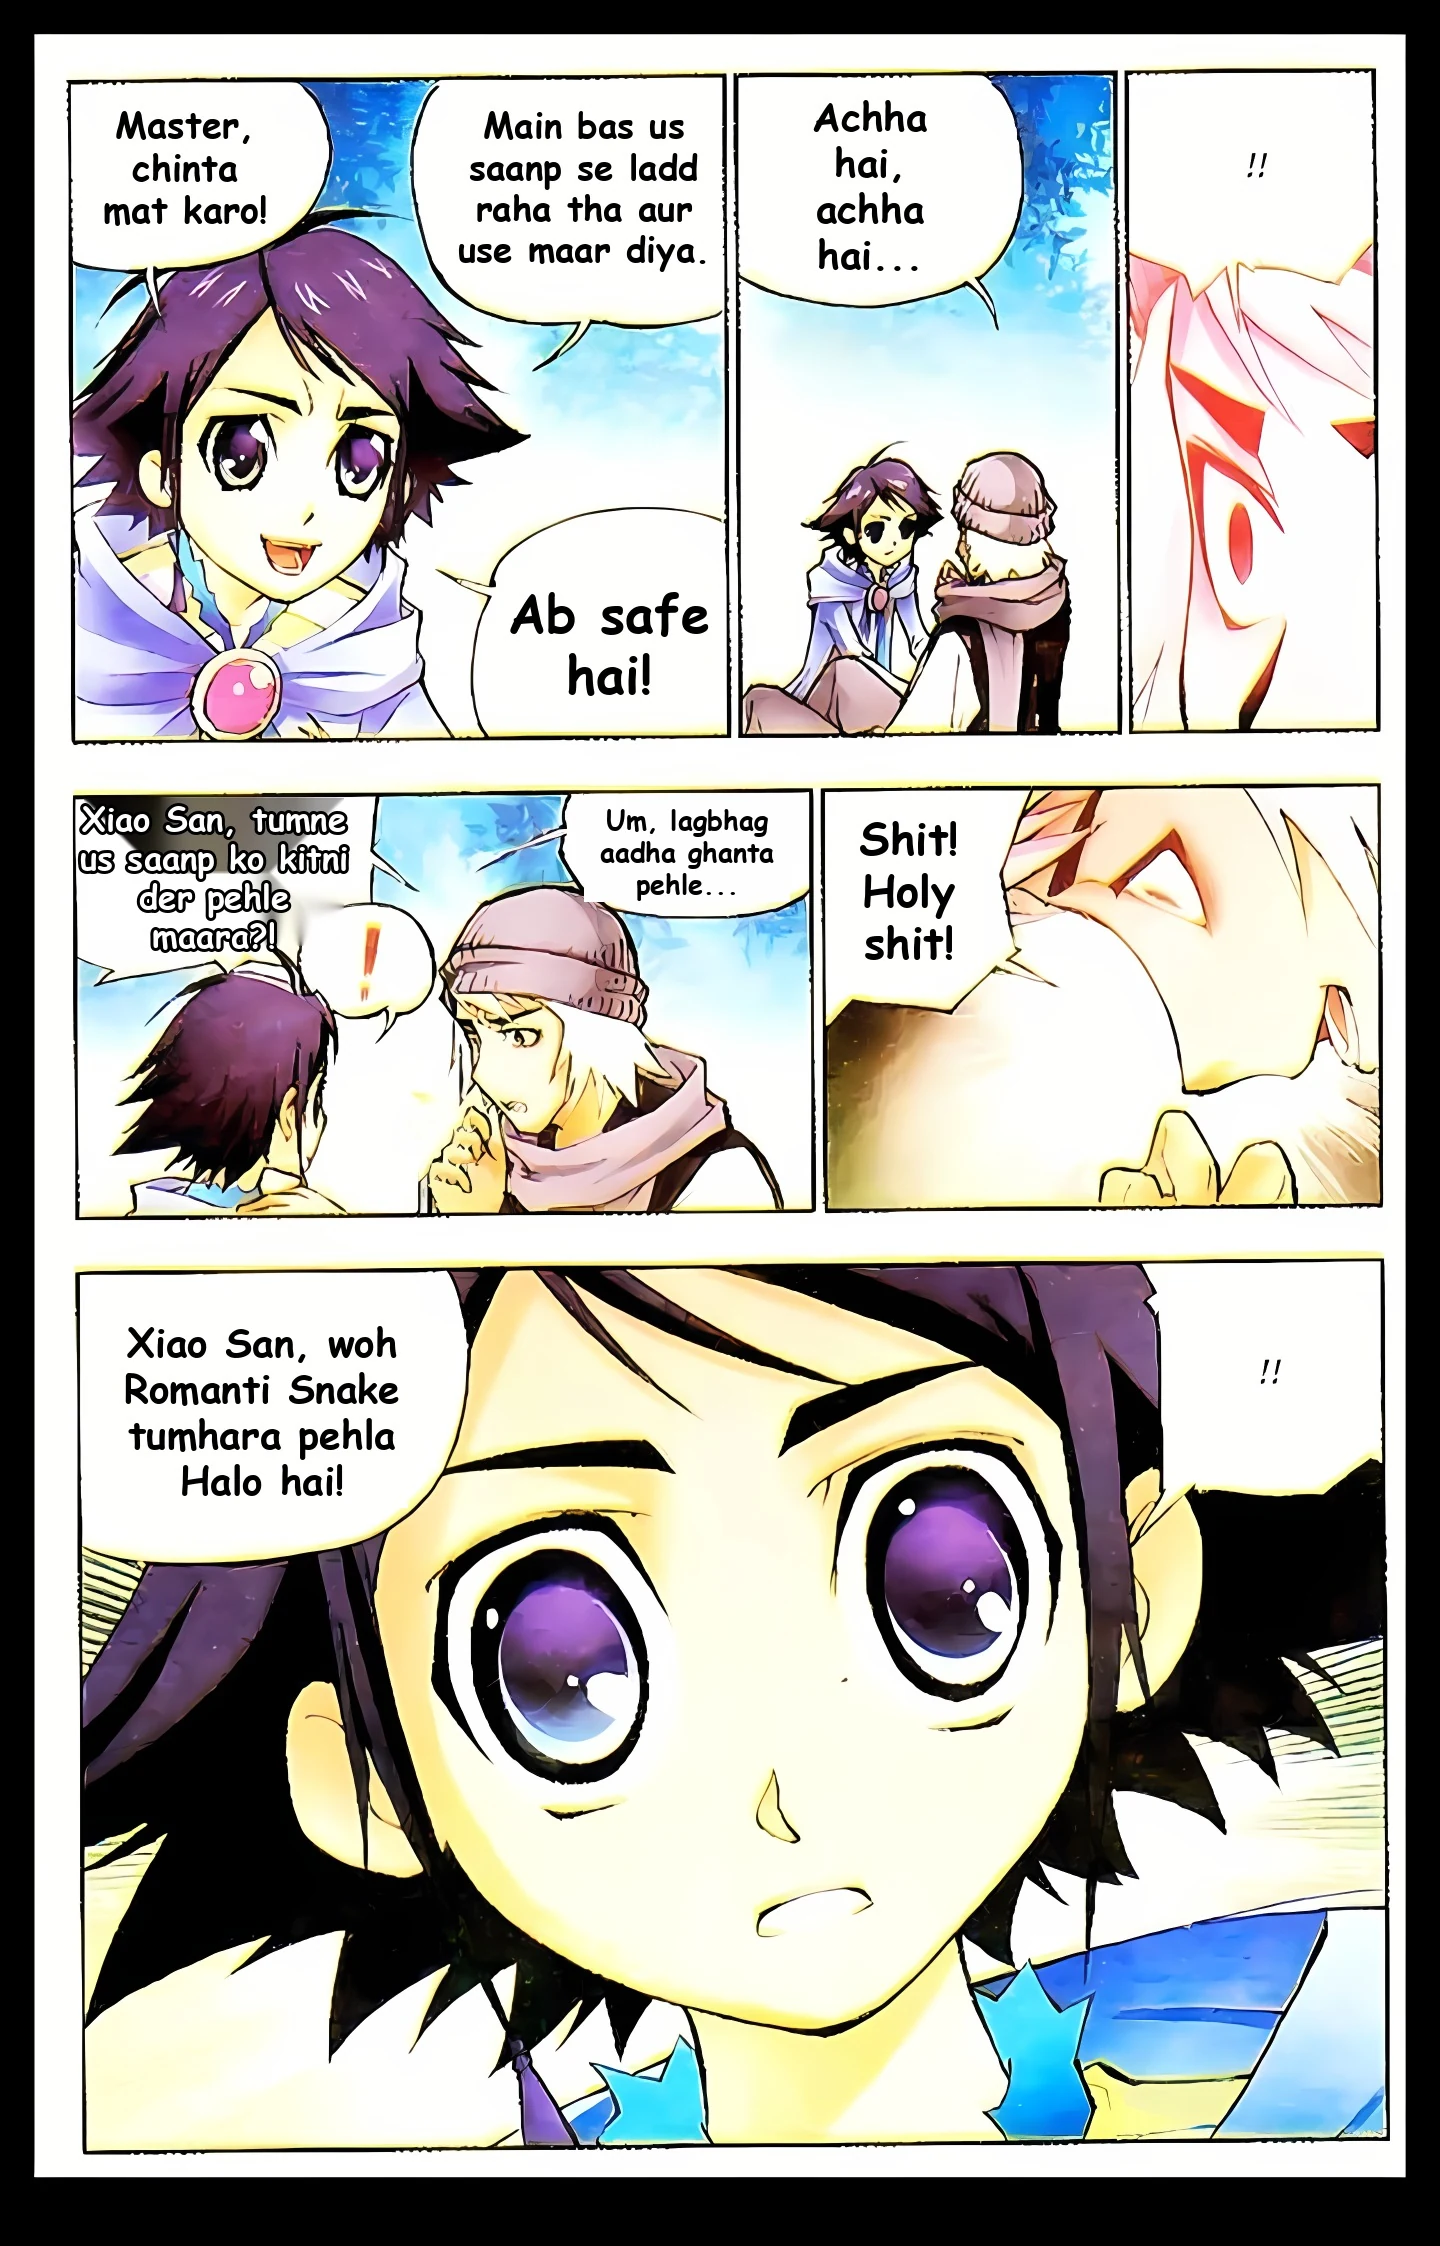 Master,
chinta
mat karo!
Main bas us
saanp se ladd
raha tha aur
use maar diya.
Ab safe
hai!
Achha
hai,
achha
hai...
!!
Xiao San, tumne
us saanp ko kitni
der pehle
maara?!
!
Um, lagbhag
aadha ghanta
pehle...
Shit!
Holy
shit!
Xiao San, woh
Romanti Snake
tumhara pehla
Halo hai!
!!